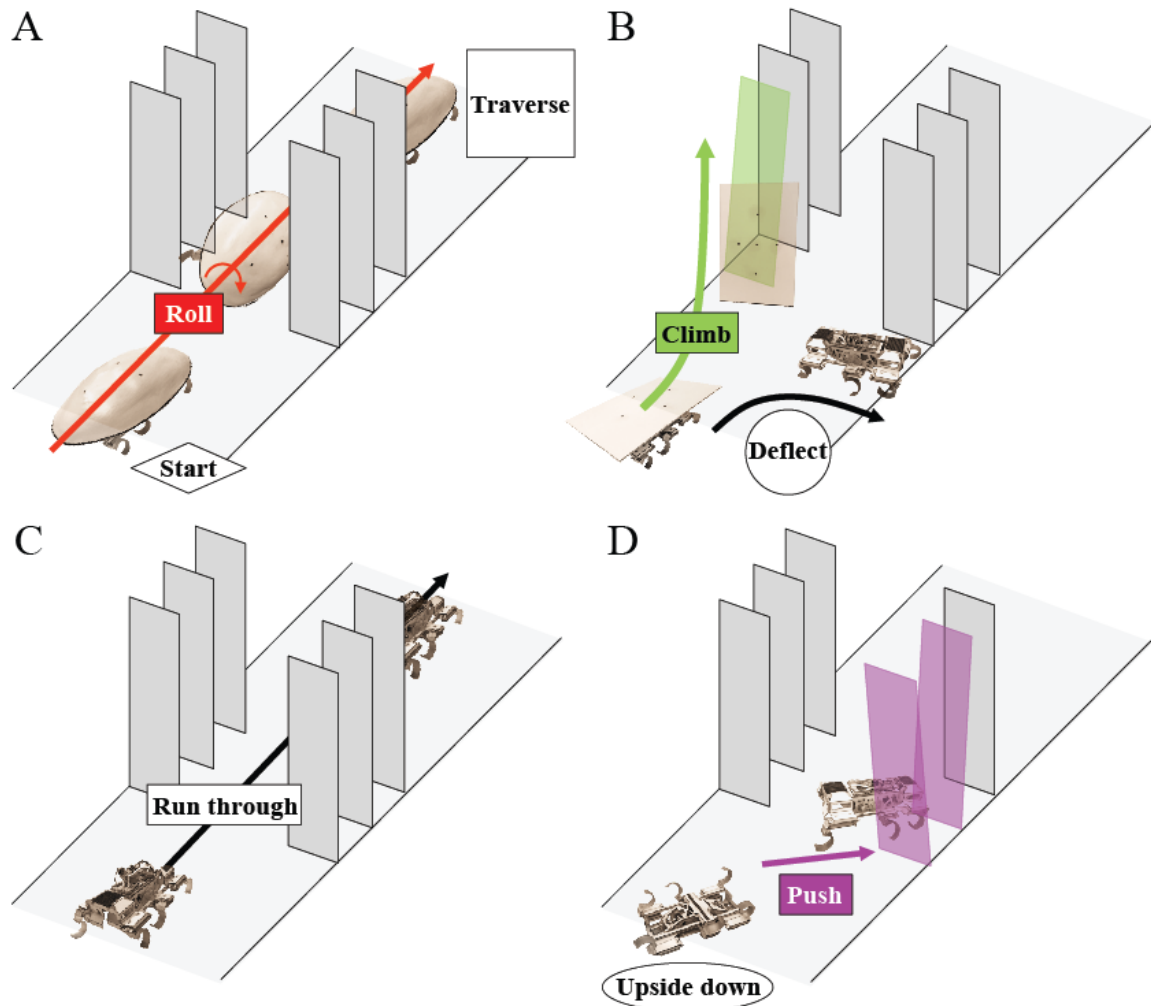 A
Traverse
Roll
Start
B
Climb
Deflect
C
Run through
D
Push
Upside down